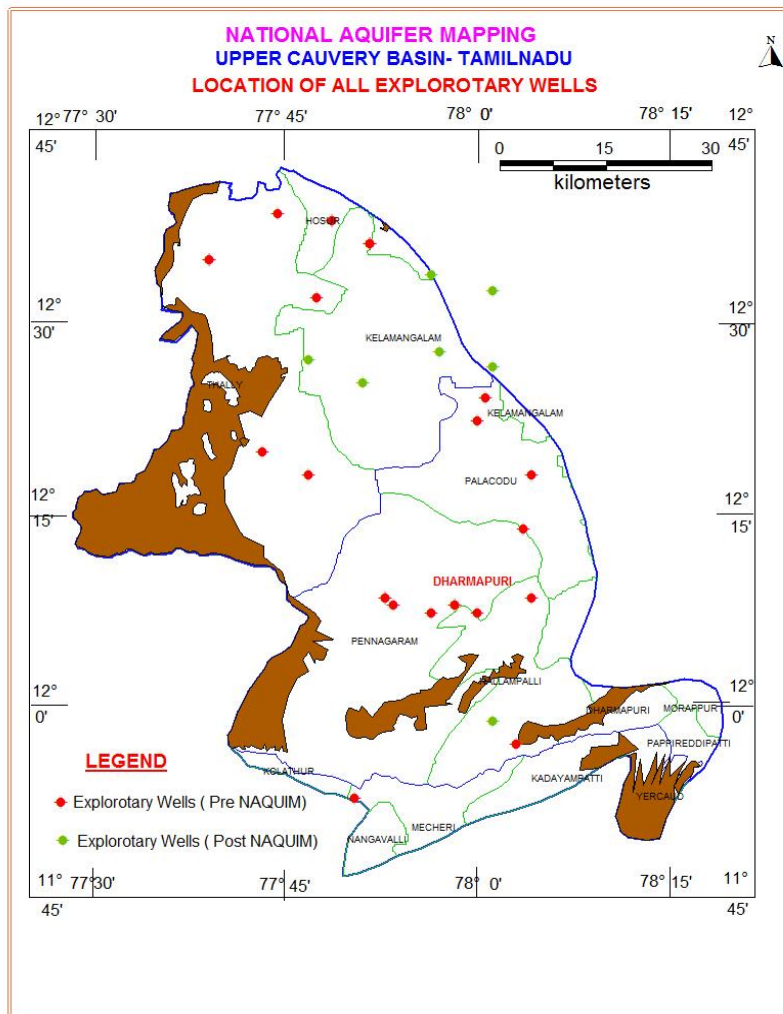 NATIONAL AQUIFER MAPPING
UPPER CAUVERY BASIN- TAMILNADU
LOCATION OF ALL EXPLOROTARY WELLS
N
12° 77° 30' 77° 45' 78° 0' 78° 15' 12°
45' 45'
0 15 30
kilometers
HOSUR
12° 12°
30' 30'
KELAMANGALAM
THALLY
KELAMANGALAM
PALACODU
12° 12°
15' 15'
DHARMAPURI
PENNAGARAM
NALLAMPALLI
12° 12°
0' 0'
DHARMAPURI MORAPPUR
PAPPIREDDIPATTI
LEGEND
KOLATHUR
KADAYAMPATTI
YERCAUD
Explorotary Wells ( Pre NAQUIM)
MECHERI
NANGAVALLI
Explorotary Wells ( Post NAQUIM)
11° 77° 30' 77° 45' 78° 0' 78° 15' 11°
45' 45'